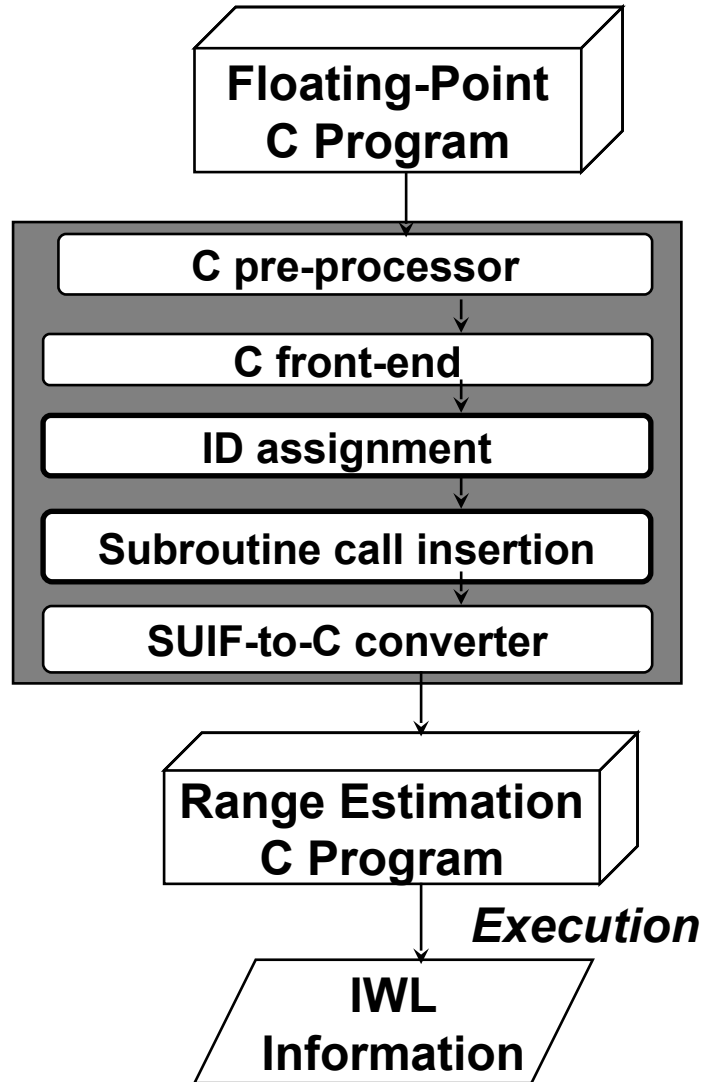 Floating-Point
C Program
C pre-processor
C front-end
ID assignment
Subroutine call insertion
SUIF-to-C converter
Range Estimation
C Program
Execution
IWL
Information